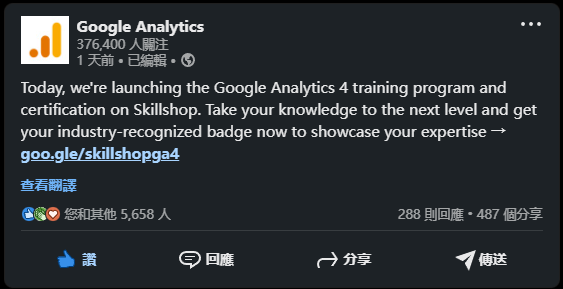 Google Analytics
376,400 人關注
1 天前 • 已編輯 •
Today, we're launching the Google Analytics 4 training program and
certification on Skillshop. Take your knowledge to the next level and get
your industry-recognized badge now to showcase your expertise →
goo.gle/skillshopga4
查看翻譯
您和其他 5,658 人
288 則回應 • 487 個分享
讚 回應 分享 傳送